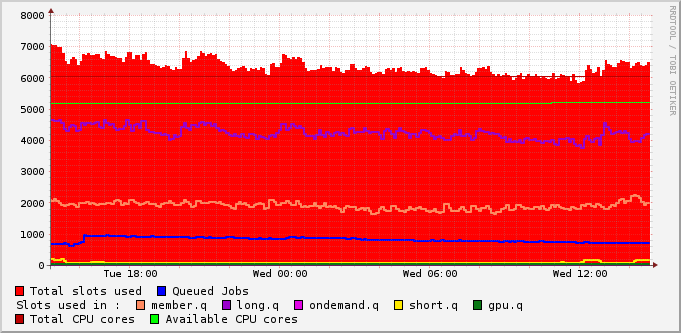 8000
7000
6000
5000
4000
3000
2000
1000
0
Tue 18:00 Wed 00:00 Wed 06:00 Wed 12:00
RRDTOOL / TOBI OETIKER
Total slots used Queued Jobs
Slots used in : member.q long.q ondemand.q short.q gpu.q
Total CPU cores Available CPU cores